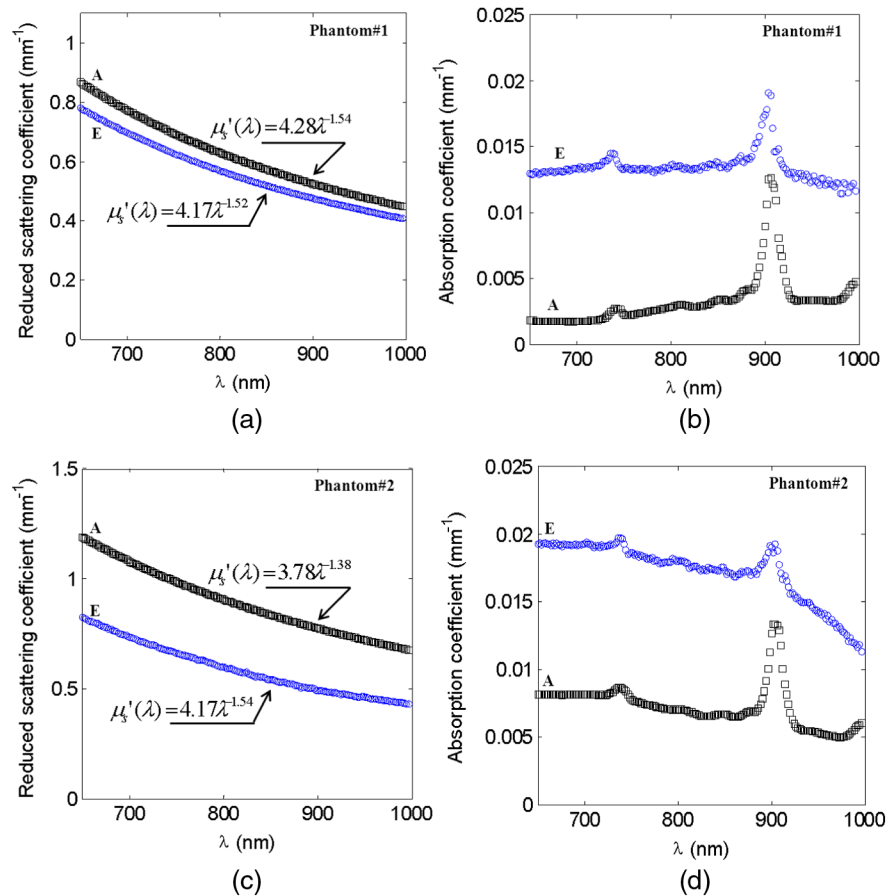 Phantom#1
1
0.8
0.6
0.4
0.2
0
A
E
μs'(λ)=4.28λ^-1.54
μs'(λ)=4.17λ^-1.52
Reduced scattering coefficient (mm⁻¹)
700 800 900 1000
λ (nm)
(a)
Phantom#1
0.025
0.02
0.015
0.01
0.005
0
E
A
Absorption coefficient (mm⁻¹)
700 800 900 1000
λ (nm)
(b)
Phantom#2
1.5
1
0.5
0
A
E
μs'(λ)=3.78λ^-1.38
μs'(λ)=4.17λ^-1.54
Reduced scattering coefficient (mm⁻¹)
700 800 900 1000
λ (nm)
(c)
Phantom#2
0.025
0.02
0.015
0.01
0.005
0
E
A
Absorption coefficient (mm⁻¹)
700 800 900 1000
λ (nm)
(d)